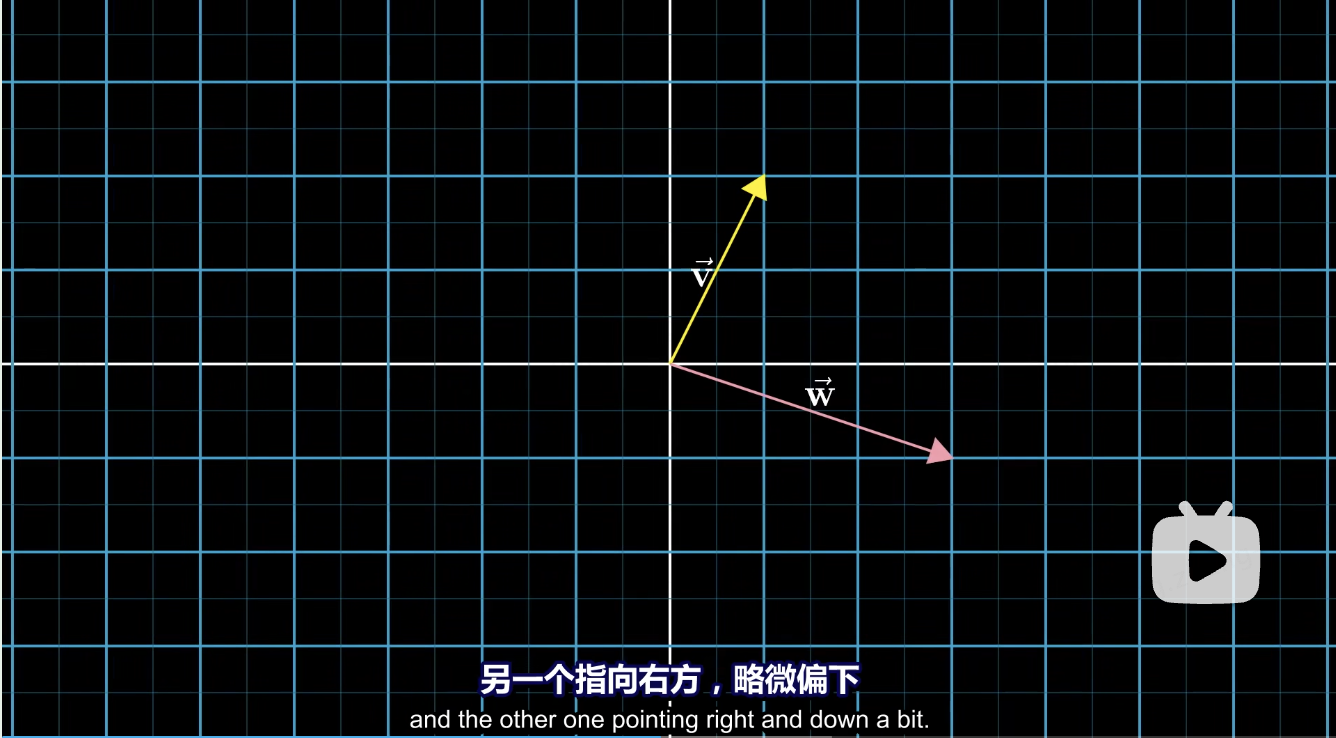 v⃗
w⃗
另一个指向右方，略微偏下
and the other one pointing right and down a bit.